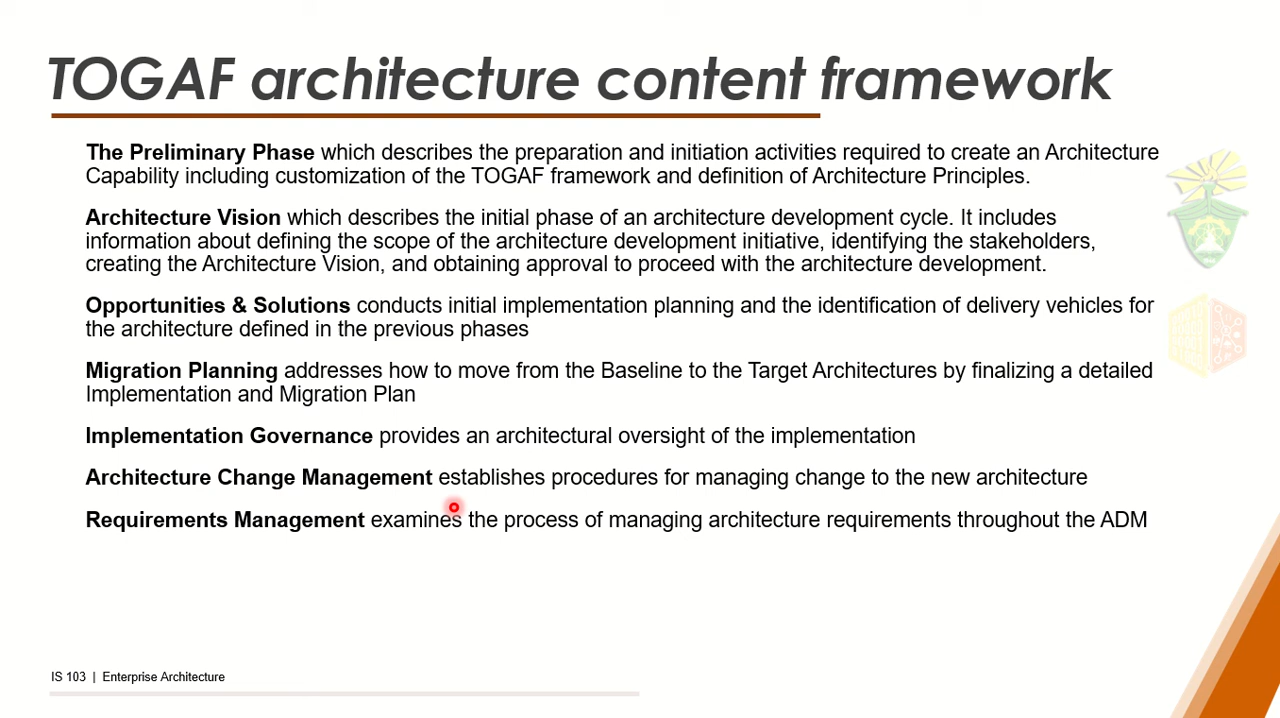 TOGAF architecture content framework
The Preliminary Phase which describes the preparation and initiation activities required to create an Architecture
Capability including customization of the TOGAF framework and definition of Architecture Principles.
Architecture Vision which describes the initial phase of an architecture development cycle. It includes
information about defining the scope of the architecture development initiative, identifying the stakeholders,
creating the Architecture Vision, and obtaining approval to proceed with the architecture development.
Opportunities & Solutions conducts initial implementation planning and the identification of delivery vehicles for
the architecture defined in the previous phases
Migration Planning addresses how to move from the Baseline to the Target Architectures by finalizing a detailed
Implementation and Migration Plan
Implementation Governance provides an architectural oversight of the implementation
Architecture Change Management establishes procedures for managing change to the new architecture
Requirements Management examines the process of managing architecture requirements throughout the ADM
IS 103 | Enterprise Architecture